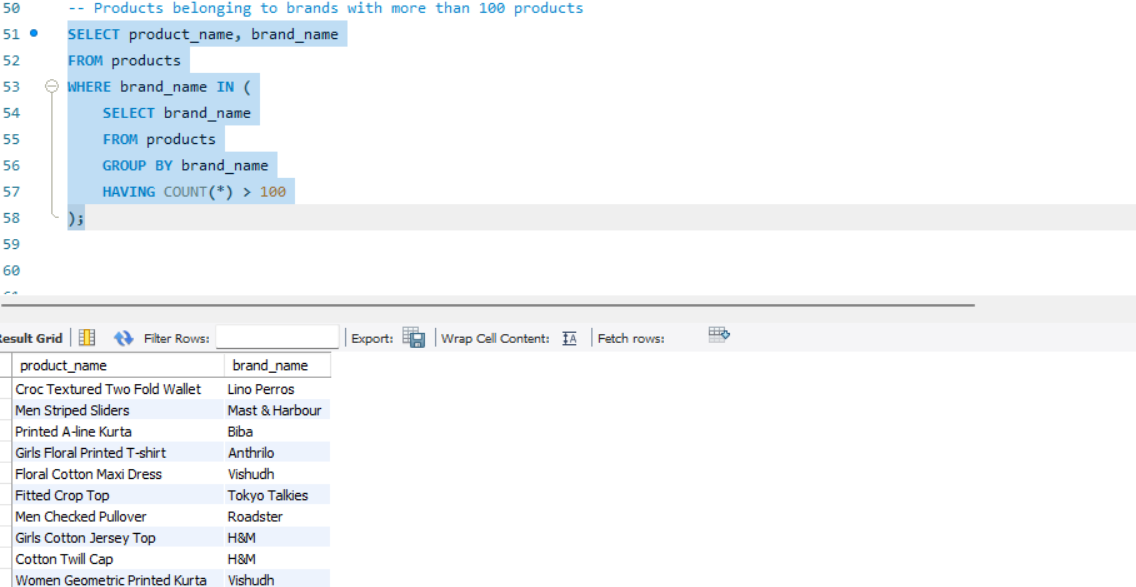 50 -- Products belonging to brands with more than 100 products
51 SELECT product_name, brand_name
52 FROM products
53 WHERE brand_name IN (
54 SELECT brand_name
55 FROM products
56 GROUP BY brand_name
57 HAVING COUNT(*) > 100
58 );
59
60
Result Grid Filter Rows: Export: Wrap Cell Content: Fetch rows:
product_name brand_name
Croc Textured Two Fold Wallet Lino Perros
Men Striped Sliders Mast & Harbour
Printed A-line Kurta Biba
Girls Floral Printed T-shirt Anthrilo
Floral Cotton Maxi Dress Vishudh
Fitted Crop Top Tokyo Talkies
Men Checked Pullover Roadster
Girls Cotton Jersey Top H&M
Cotton Twill Cap H&M
Women Geometric Printed Kurta Vishudh